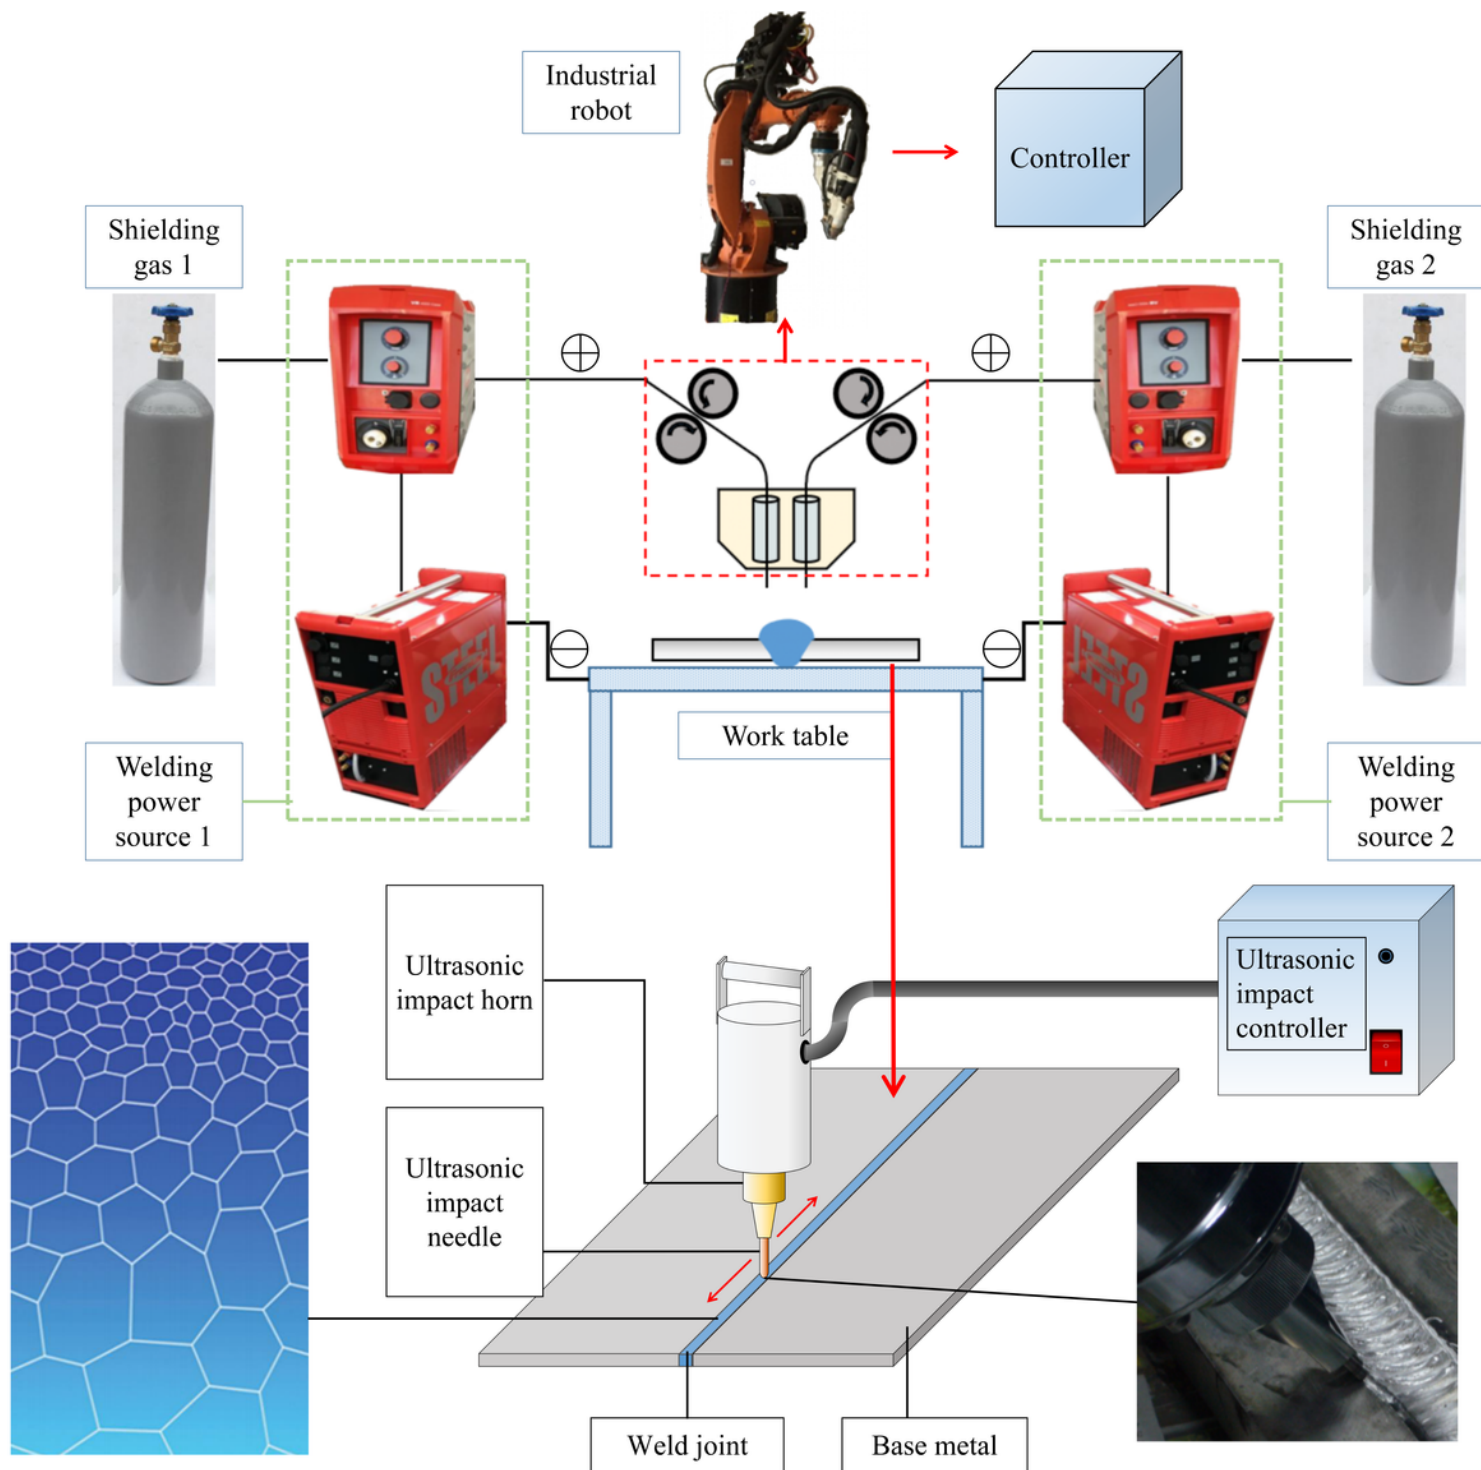 Industrial
robot
Controller
Shielding
gas 1
Shielding
gas 2
STEEL
STEEL
Work table
Welding
power
source 1
Welding
power
source 2
Ultrasonic
impact horn
Ultrasonic
impact
controller
Ultrasonic
impact
needle
Weld joint
Base metal